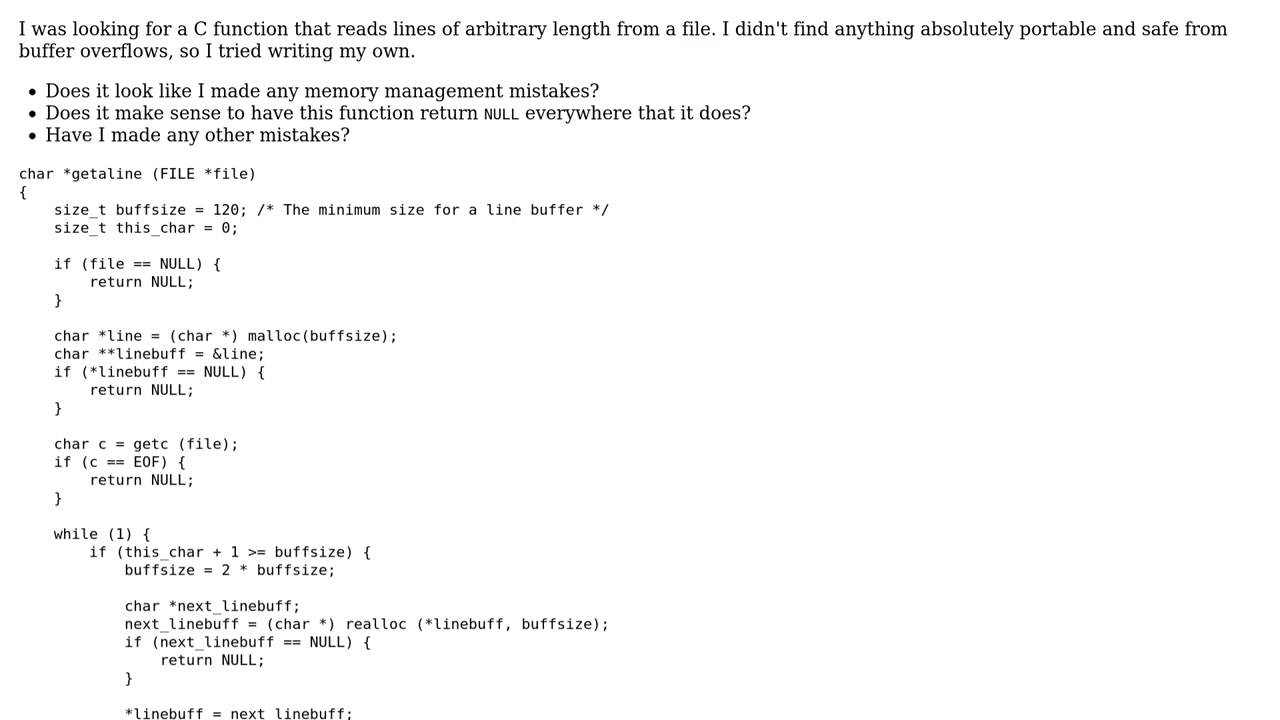 I was looking for a C function that reads lines of arbitrary length from a file. I didn't find anything absolutely portable and safe from
buffer overflows, so I tried writing my own.
• Does it look like I made any memory management mistakes?
• Does it make sense to have this function return NULL everywhere that it does?
• Have I made any other mistakes?
char *getaline (FILE *file)
{
    size_t buffsize = 120; /* The minimum size for a line buffer */
    size_t this_char = 0;
    if (file == NULL) {
        return NULL;
    }
    char *line = (char *) malloc(buffsize);
    char **linebuff = &line;
    if (*linebuff == NULL) {
        return NULL;
    }
    char c = getc (file);
    if (c == EOF) {
        return NULL;
    }
    while (1) {
        if (this_char + 1 >= buffsize) {
            buffsize = 2 * buffsize;
            char *next_linebuff;
            next_linebuff = (char *) realloc (*linebuff, buffsize);
            if (next_linebuff == NULL) {
                return NULL;
            }
            *linebuff = next_linebuff;